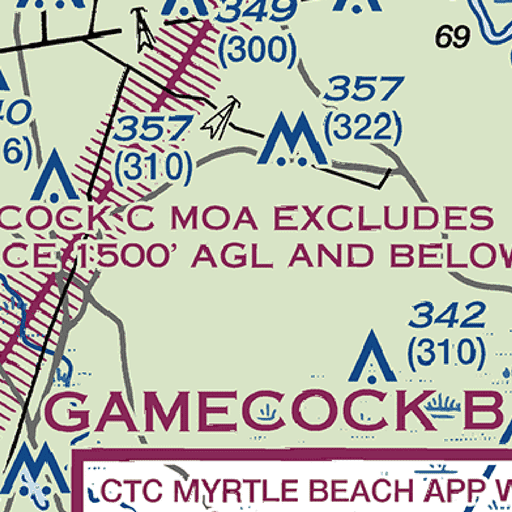 349
(300)
69
357
(322)
357
(310)
6)
COCK C MOA EXCLUDES
CE 1500' AGL AND BELOW
342
(310)
GAMECOCK B
CTC MYRTLE BEACH APP W